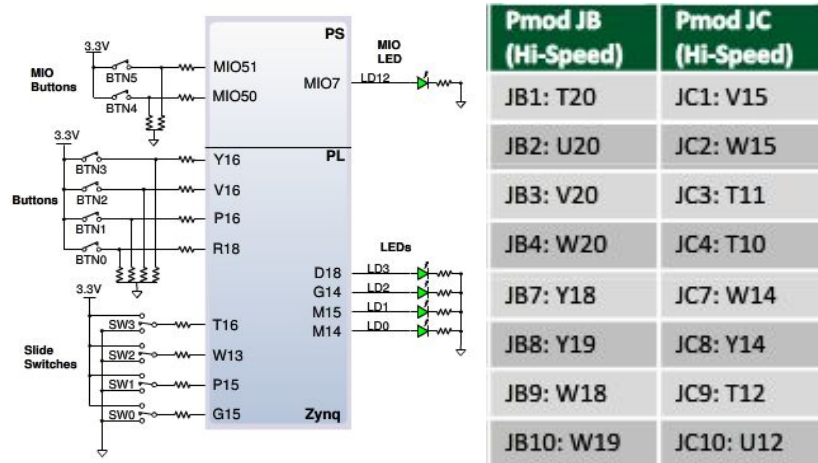 PS
3.3V
MIO
Buttons
BTN5
BTN4
MIO51
MIO50
MIO7
MIO
LED
LD12
3.3V
PL
Buttons
BTN3
BTN2
BTN1
BTN0
Y16
V16
P16
R18
LEDs
D18 LD3
G14 LD2
M15 LD1
M14 LD0
3.3V
Slide
Switches
SW3
SW2
SW1
SW0
T16
W13
P15
G15
Zynq
Pmod JB
(Hi-Speed)
Pmod JC
(Hi-Speed)
JB1: T20 JC1: V15
JB2: U20 JC2: W15
JB3: V20 JC3: T11
JB4: W20 JC4: T10
JB7: Y18 JC7: W14
JB8: Y19 JC8: Y14
JB9: W18 JC9: T12
JB10: W19 JC10: U12